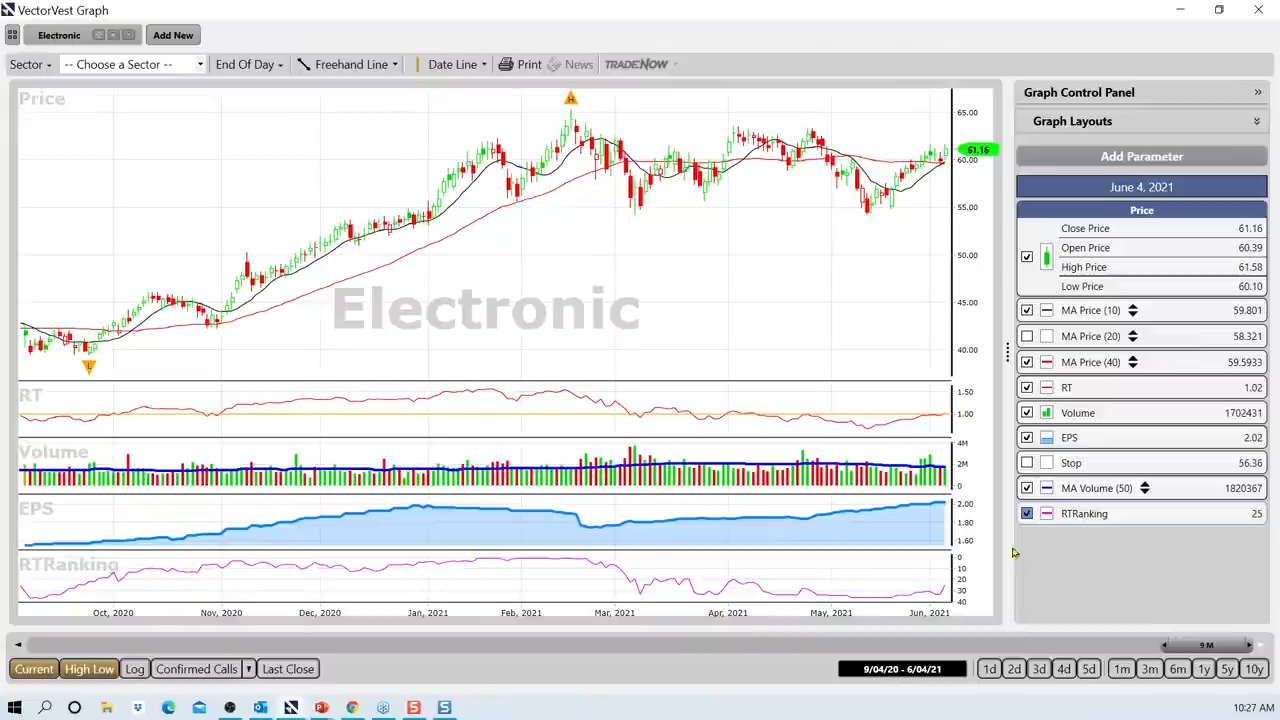 VectorVest Graph
Electronic
Add New
Sector
-- Choose a Sector --
End Of Day
Freehand Line
Date Line
Print
News
TRADENOW
Price
H
65.00
61.16
60.00
55.00
50.00
45.00
40.00
Electronic
L
RT
1.50
1.00
Volume
4M
2M
0
EPS
2.00
1.80
1.60
RTRanking
0
10
20
30
40
Oct, 2020
Nov, 2020
Dec, 2020
Jan, 2021
Feb, 2021
Mar, 2021
Apr, 2021
May, 2021
Jun, 2021
Graph Control Panel
Graph Layouts
Add Parameter
June 4, 2021
Price
Close Price 61.16
Open Price 60.39
High Price 61.58
Low Price 60.10
MA Price (10) 59.801
MA Price (20) 58.321
MA Price (40) 59.5933
RT 1.02
Volume 1702431
EPS 2.02
Stop 56.36
MA Volume (50) 1820367
RTRanking 25
9 M
Current
High Low
Log
Confirmed Calls
Last Close
9/04/20 - 6/04/21
1d
2d
3d
4d
5d
1m
3m
6m
1y
5y
10y
10:27 AM